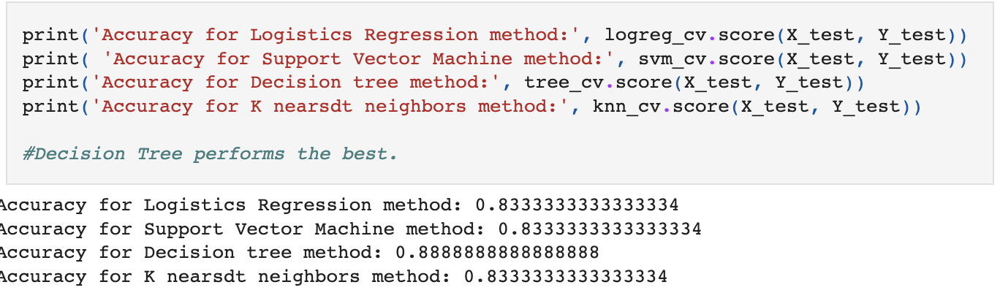 print('Accuracy for Logistics Regression method:', logreg_cv.score(X_test, Y_test))
print( 'Accuracy for Support Vector Machine method:', svm_cv.score(X_test, Y_test))
print('Accuracy for Decision tree method:', tree_cv.score(X_test, Y_test))
print('Accuracy for K nearsdt neighbors method:', knn_cv.score(X_test, Y_test))
#Decision Tree performs the best.
Accuracy for Logistics Regression method: 0.8333333333333334
Accuracy for Support Vector Machine method: 0.8333333333333334
Accuracy for Decision tree method: 0.8888888888888888
Accuracy for K nearsdt neighbors method: 0.8333333333333334